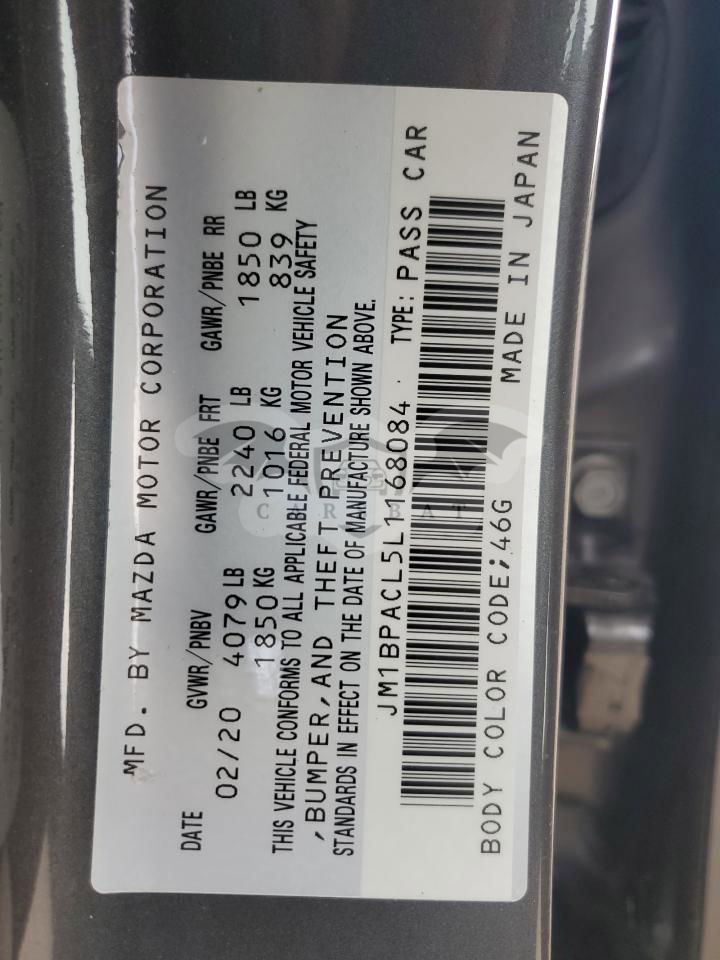 MFD. BY MAZDA MOTOR CORPORATION
DATE GVWR/PNBV GAWR/PNBE FRT GAWR/PNBE RR
02/20 4079 LB 2240 LB 1850 LB
1850 KG 1016 KG 839 KG
THIS VEHICLE CONFORMS TO ALL APPLICABLE FEDERAL MOTOR VEHICLE SAFETY
,BUMPER,AND THEFT PREVENTION
STANDARDS IN EFFECT ON THE DATE OF MANUFACTURE SHOWN ABOVE.
JM1BPACL5L1168084 TYPE: PASS CAR
BODY COLOR CODE;46G MADE IN JAPAN